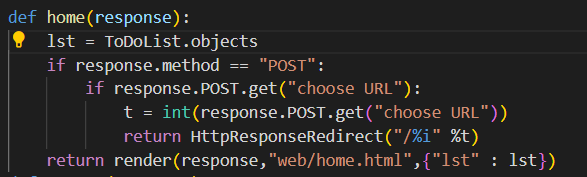 def home(response):
    lst = ToDoList.objects
    if response.method == "POST":
        if response.POST.get("choose URL"):
            t = int(response.POST.get("choose URL"))
            return HttpResponseRedirect("/%i" %t)
    return render(response,"web/home.html",{"lst" : lst})